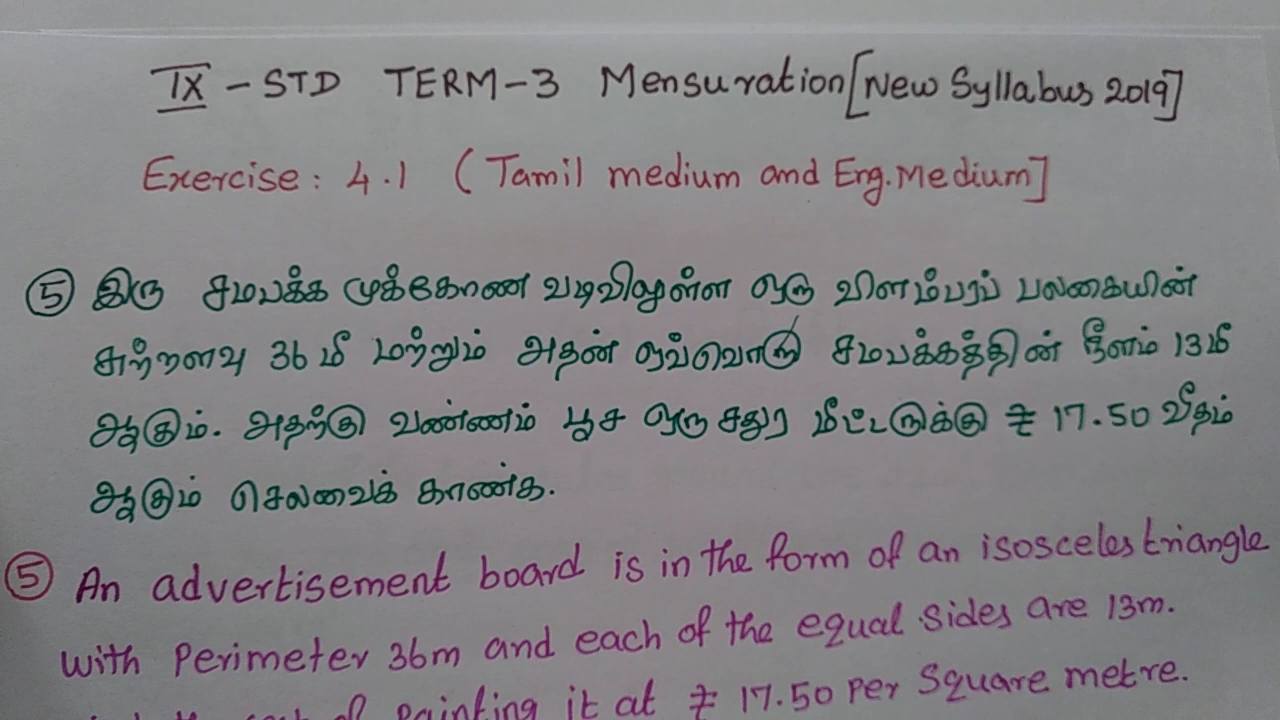 IX - STD TERM-3 Mensuration [New Syllabus 2019]
Exercise: 4.1 (Tamil medium and Eng. Medium]
⑤ இரு சமபக்க முக்கோண வடிவிலுள்ள ஒரு விளம்பரப் பலகையின்
சுற்றளவு 36 மீ மற்றும் அதன் ஒவ்வொரு சமபக்கத்தின் நீளம் 13 மீ
ஆகும். அதற்கு வண்ணம் பூச ஒரு சதுர மீட்டருக்கு ₹ 17.50 வீதம்
ஆகும் செலவைக் காண்க.
⑤ An advertisement board is in the form of an isosceles triangle
with perimeter 36m and each of the equal sides are 13m.
painting it at ₹ 17.50 per square metre.